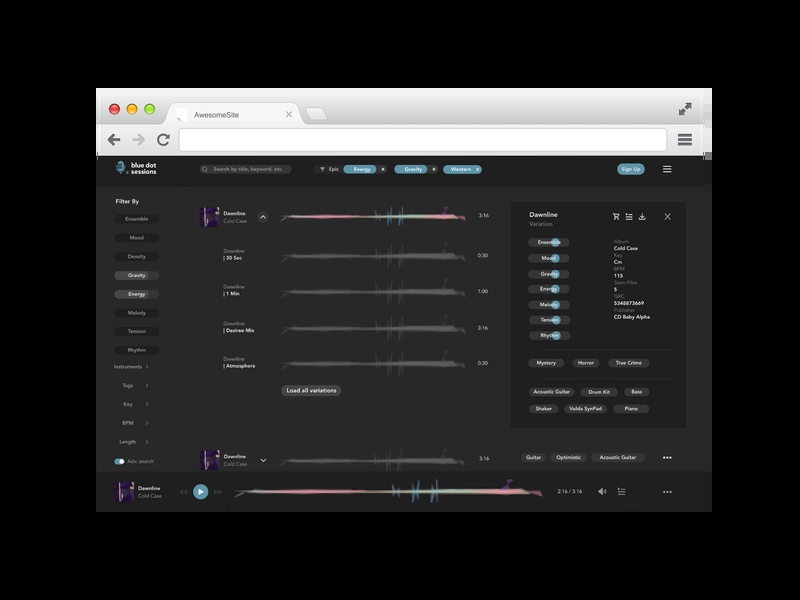 AwesomeSite
blue dot
sessions
Search by title, keyword, etc.
Epic
Energy
Gravity
Western
Sign Up
Filter By
Ensemble
Mood
Density
Gravity
Energy
Melody
Tension
Rhythm
Instruments
Tags
Key
BPM
Length
Adv. search
Dawnline
Cold Case
3:16
Dawnline
| 30 Sec
0:30
Dawnline
| 1 Min
1:00
Dawnline
| Desiree Mix
3:16
Dawnline
| Atmosphere
0:30
Load all variations
Dawnline
Variation
Ensemble
Mood
Gravity
Energy
Melody
Tension
Rhythm
Album
Cold Case
Key
Cm
BPM
115
Stem Files
5
ISRC
5348873669
Publisher
CD Baby Alpha
Mystery
Horror
True Crime
Acoustic Guitar
Drum Kit
Bass
Shaker
Volda SynPad
Piano
Dawnline
Cold Case
3:16
Guitar
Optimistic
Acoustic Guitar
Dawnline
Cold Case
2:16 / 3:16